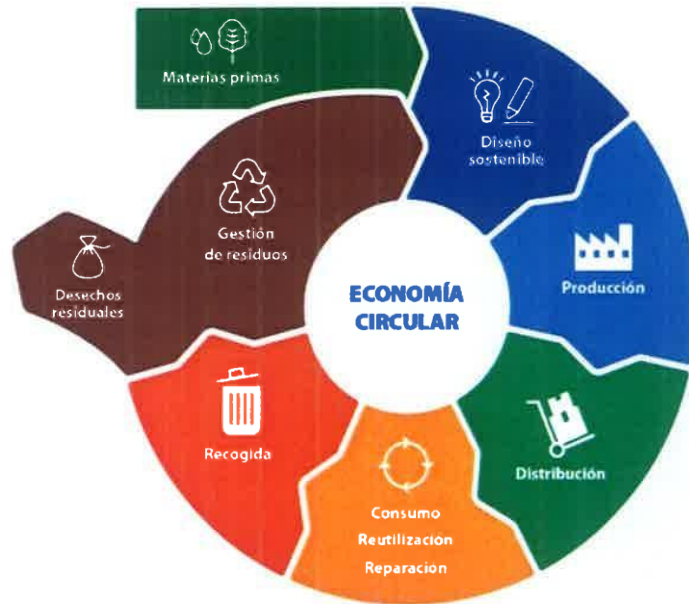 Materias primas
Diseño
sostenible
Producción
Distribución
Consumo
Reutilización
Reparación
Recogida
Gestión
de residuos
Desechos
residuales
ECONOMÍA
CIRCULAR